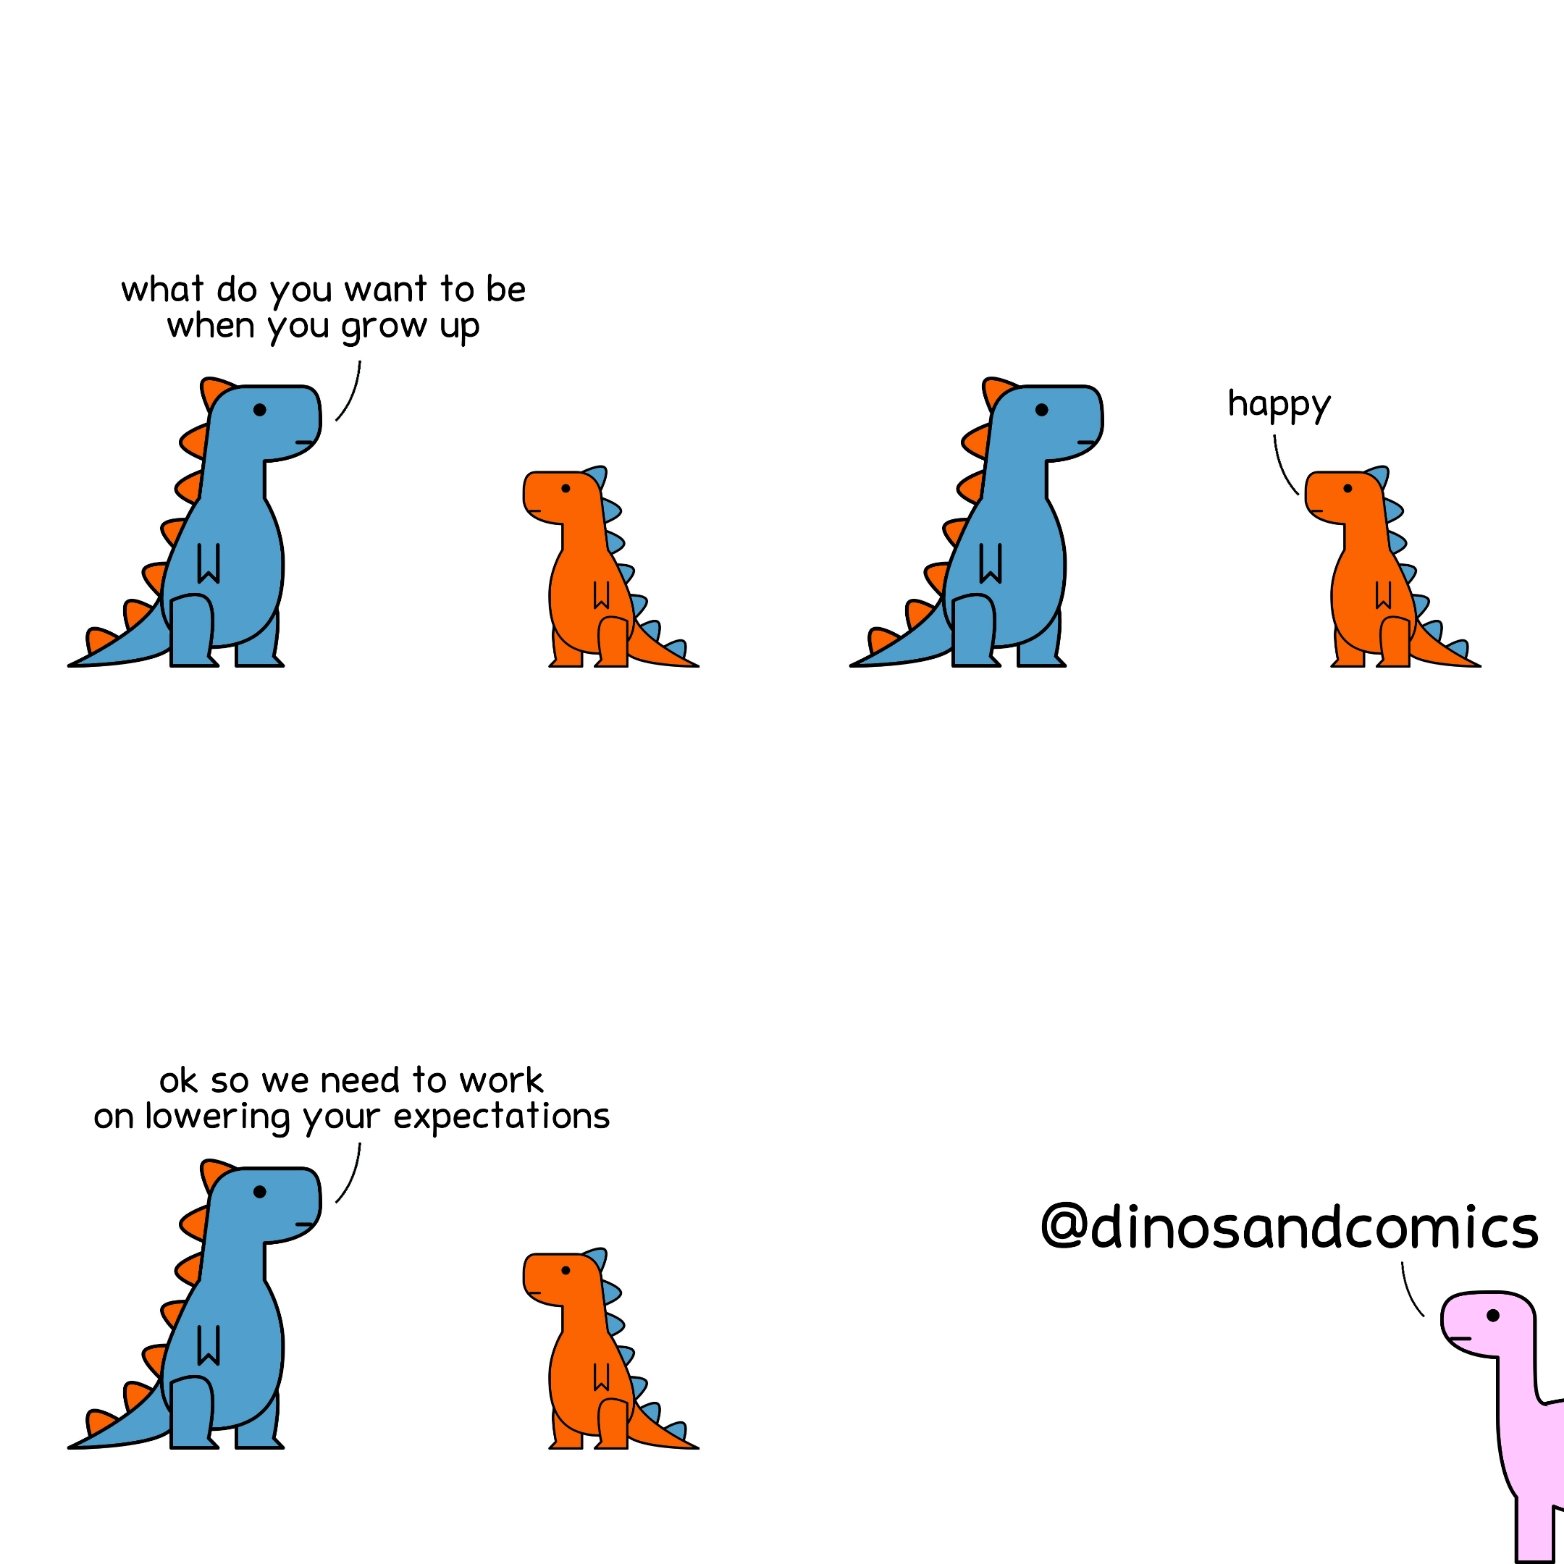 what do you want to be
when you grow up
happy
ok so we need to work
on lowering your expectations
@dinosandcomics